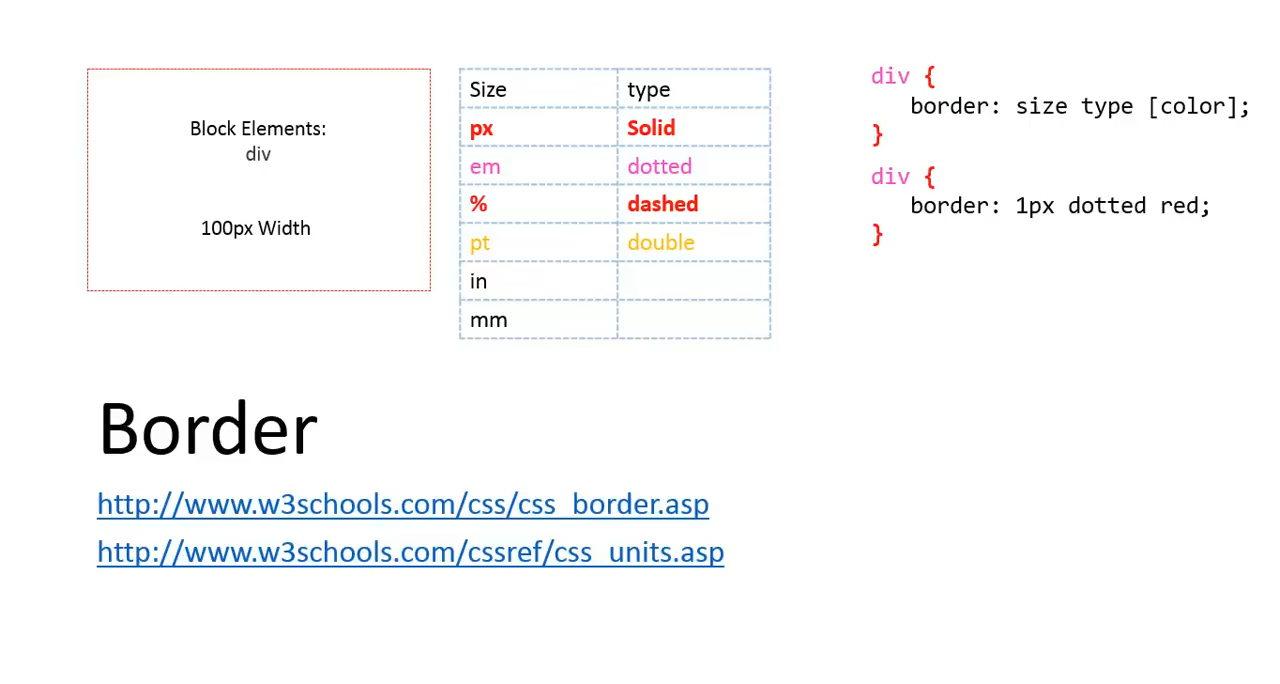 Block Elements:
div
100px Width
Size type
px Solid
em dotted
% dashed
pt double
in
mm
div {
border: size type [color];
}
div {
border: 1px dotted red;
}
Border
http://www.w3schools.com/css/css_border.asp
http://www.w3schools.com/cssref/css_units.asp